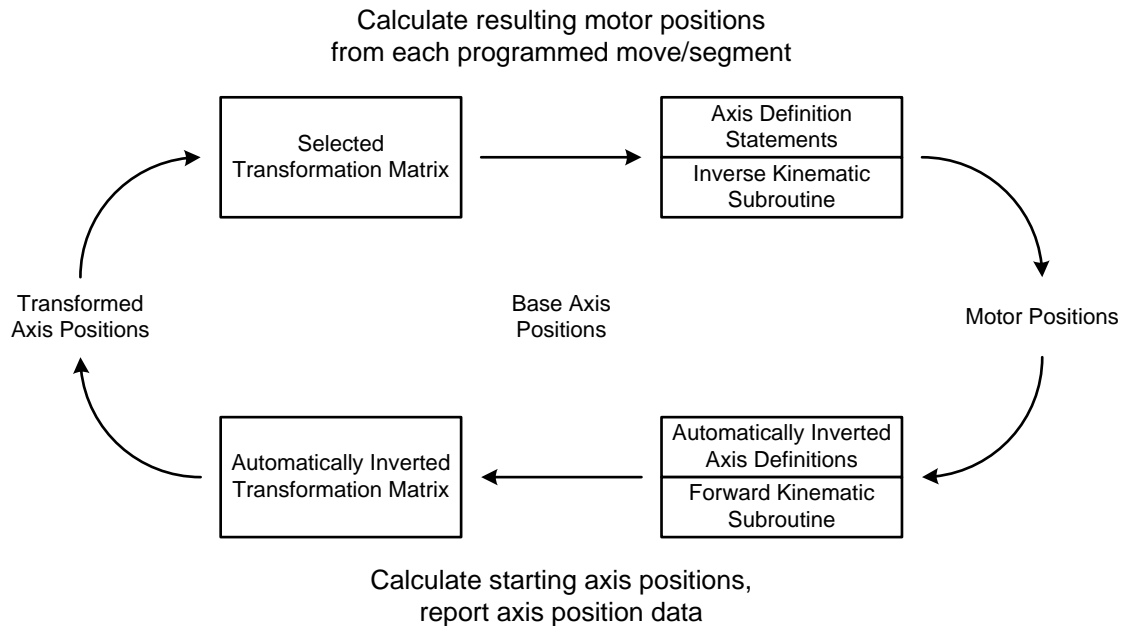 Calculate resulting motor positions
from each programmed move/segment
Selected
Transformation Matrix
Axis Definition
Statements
Inverse Kinematic
Subroutine
Transformed
Axis Positions
Base Axis
Positions
Motor Positions
Automatically Inverted
Transformation Matrix
Automatically Inverted
Axis Definitions
Forward Kinematic
Subroutine
Calculate starting axis positions,
report axis position data